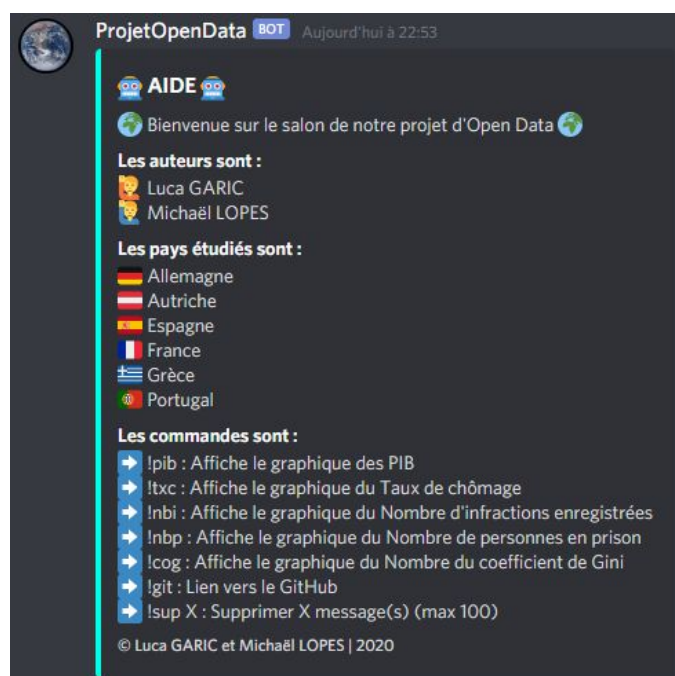 ProjetOpenData BOT Aujourd'hui à 22:53
AIDE
Bienvenue sur le salon de notre projet d'Open Data
Les auteurs sont :
Luca GARIC
Michaël LOPES
Les pays étudiés sont :
Allemagne
Autriche
Espagne
France
Grèce
Portugal
Les commandes sont :
!pib : Affiche le graphique des PIB
!txc : Affiche le graphique du Taux de chômage
!nbi : Affiche le graphique du Nombre d'infractions enregistrées
!nbp : Affiche le graphique du Nombre de personnes en prison
!cog : Affiche le graphique du Nombre du coefficient de Gini
!git : Lien vers le GitHub
!sup X : Supprimer X message(s) (max 100)
© Luca GARIC et Michaël LOPES | 2020